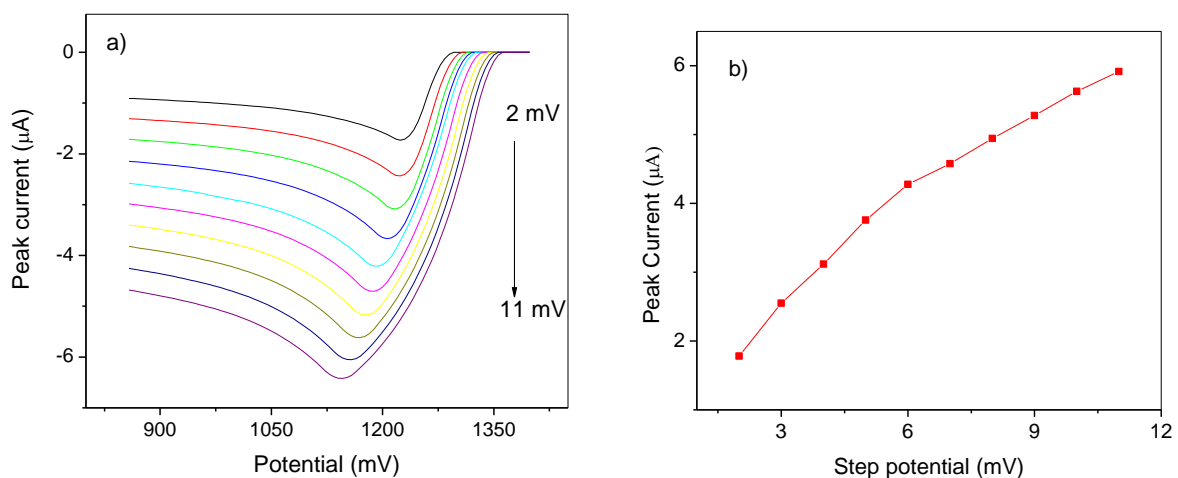 a)
0
-2
-4
-6
Peak current (μA)
2 mV
11 mV
900
1050
1200
1350
Potential (mV)
b)
6
4
2
Peak Current (μA)
3
6
9
12
Step potential (mV)